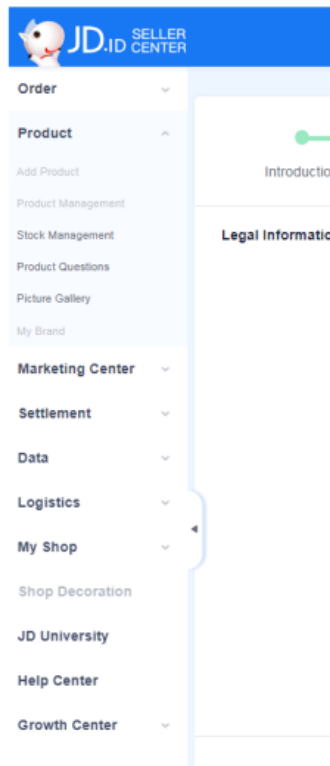 JD.ID SELLER CENTER
Order
Product
Add Product
Product Management
Stock Management
Product Questions
Picture Gallery
My Brand
Marketing Center
Settlement
Data
Logistics
My Shop
Shop Decoration
JD University
Help Center
Growth Center
Introductio
Legal Informatio